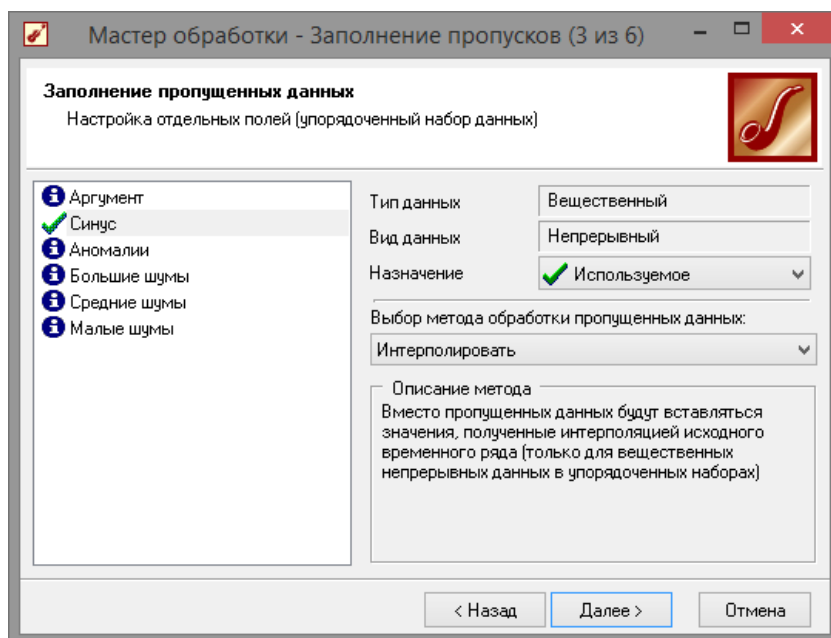 Мастер обработки - Заполнение пропусков (3 из 6)
Заполнение пропущенных данных
Настройка отдельных полей (упорядоченный набор данных)
Аргумент
Синус
Аномалии
Большие шумы
Средние шумы
Малые шумы
Тип данных
Вещественный
Вид данных
Непрерывный
Назначение
Используемое
Выбор метода обработки пропущенных данных:
Интерполировать
Описание метода
Вместо пропущенных данных будут вставляться
значения, полученные интерполяцией исходного
временного ряда (только для вещественных
непрерывных данных в упорядоченных наборах)
< Назад
Далее >
Отмена